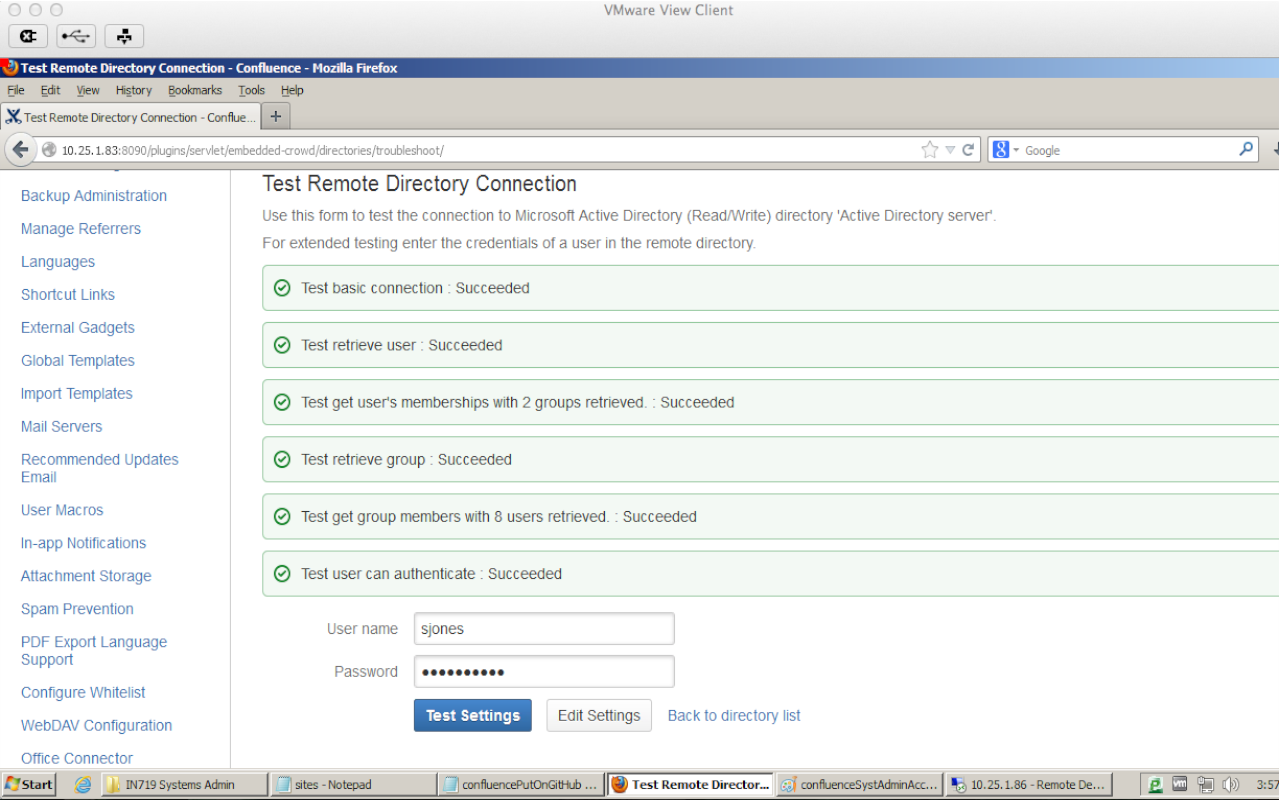 VMware View Client
Test Remote Directory Connection - Confluence - Mozilla Firefox
File Edit View History Bookmarks Tools Help
Test Remote Directory Connection - Conflue...
10.25.1.83:8090/plugins/servlet/embedded-crowd/directories/troubleshoot/
Google
Backup Administration
Manage Referrers
Languages
Shortcut Links
External Gadgets
Global Templates
Import Templates
Mail Servers
Recommended Updates
Email
User Macros
In-app Notifications
Attachment Storage
Spam Prevention
PDF Export Language
Support
Configure Whitelist
WebDAV Configuration
Office Connector
Test Remote Directory Connection
Use this form to test the connection to Microsoft Active Directory (Read/Write) directory 'Active Directory server'.
For extended testing enter the credentials of a user in the remote directory.
Test basic connection : Succeeded
Test retrieve user : Succeeded
Test get user's memberships with 2 groups retrieved. : Succeeded
Test retrieve group : Succeeded
Test get group members with 8 users retrieved. : Succeeded
Test user can authenticate : Succeeded
User name sjones
Password ••••••••••
Test Settings Edit Settings Back to directory list
Start IN719 Systems Admin sites - Notepad confluencePutOnGitHub ... Test Remote Director... confluenceSystAdminAcc... 10.25.1.86 - Remote De... 3:57